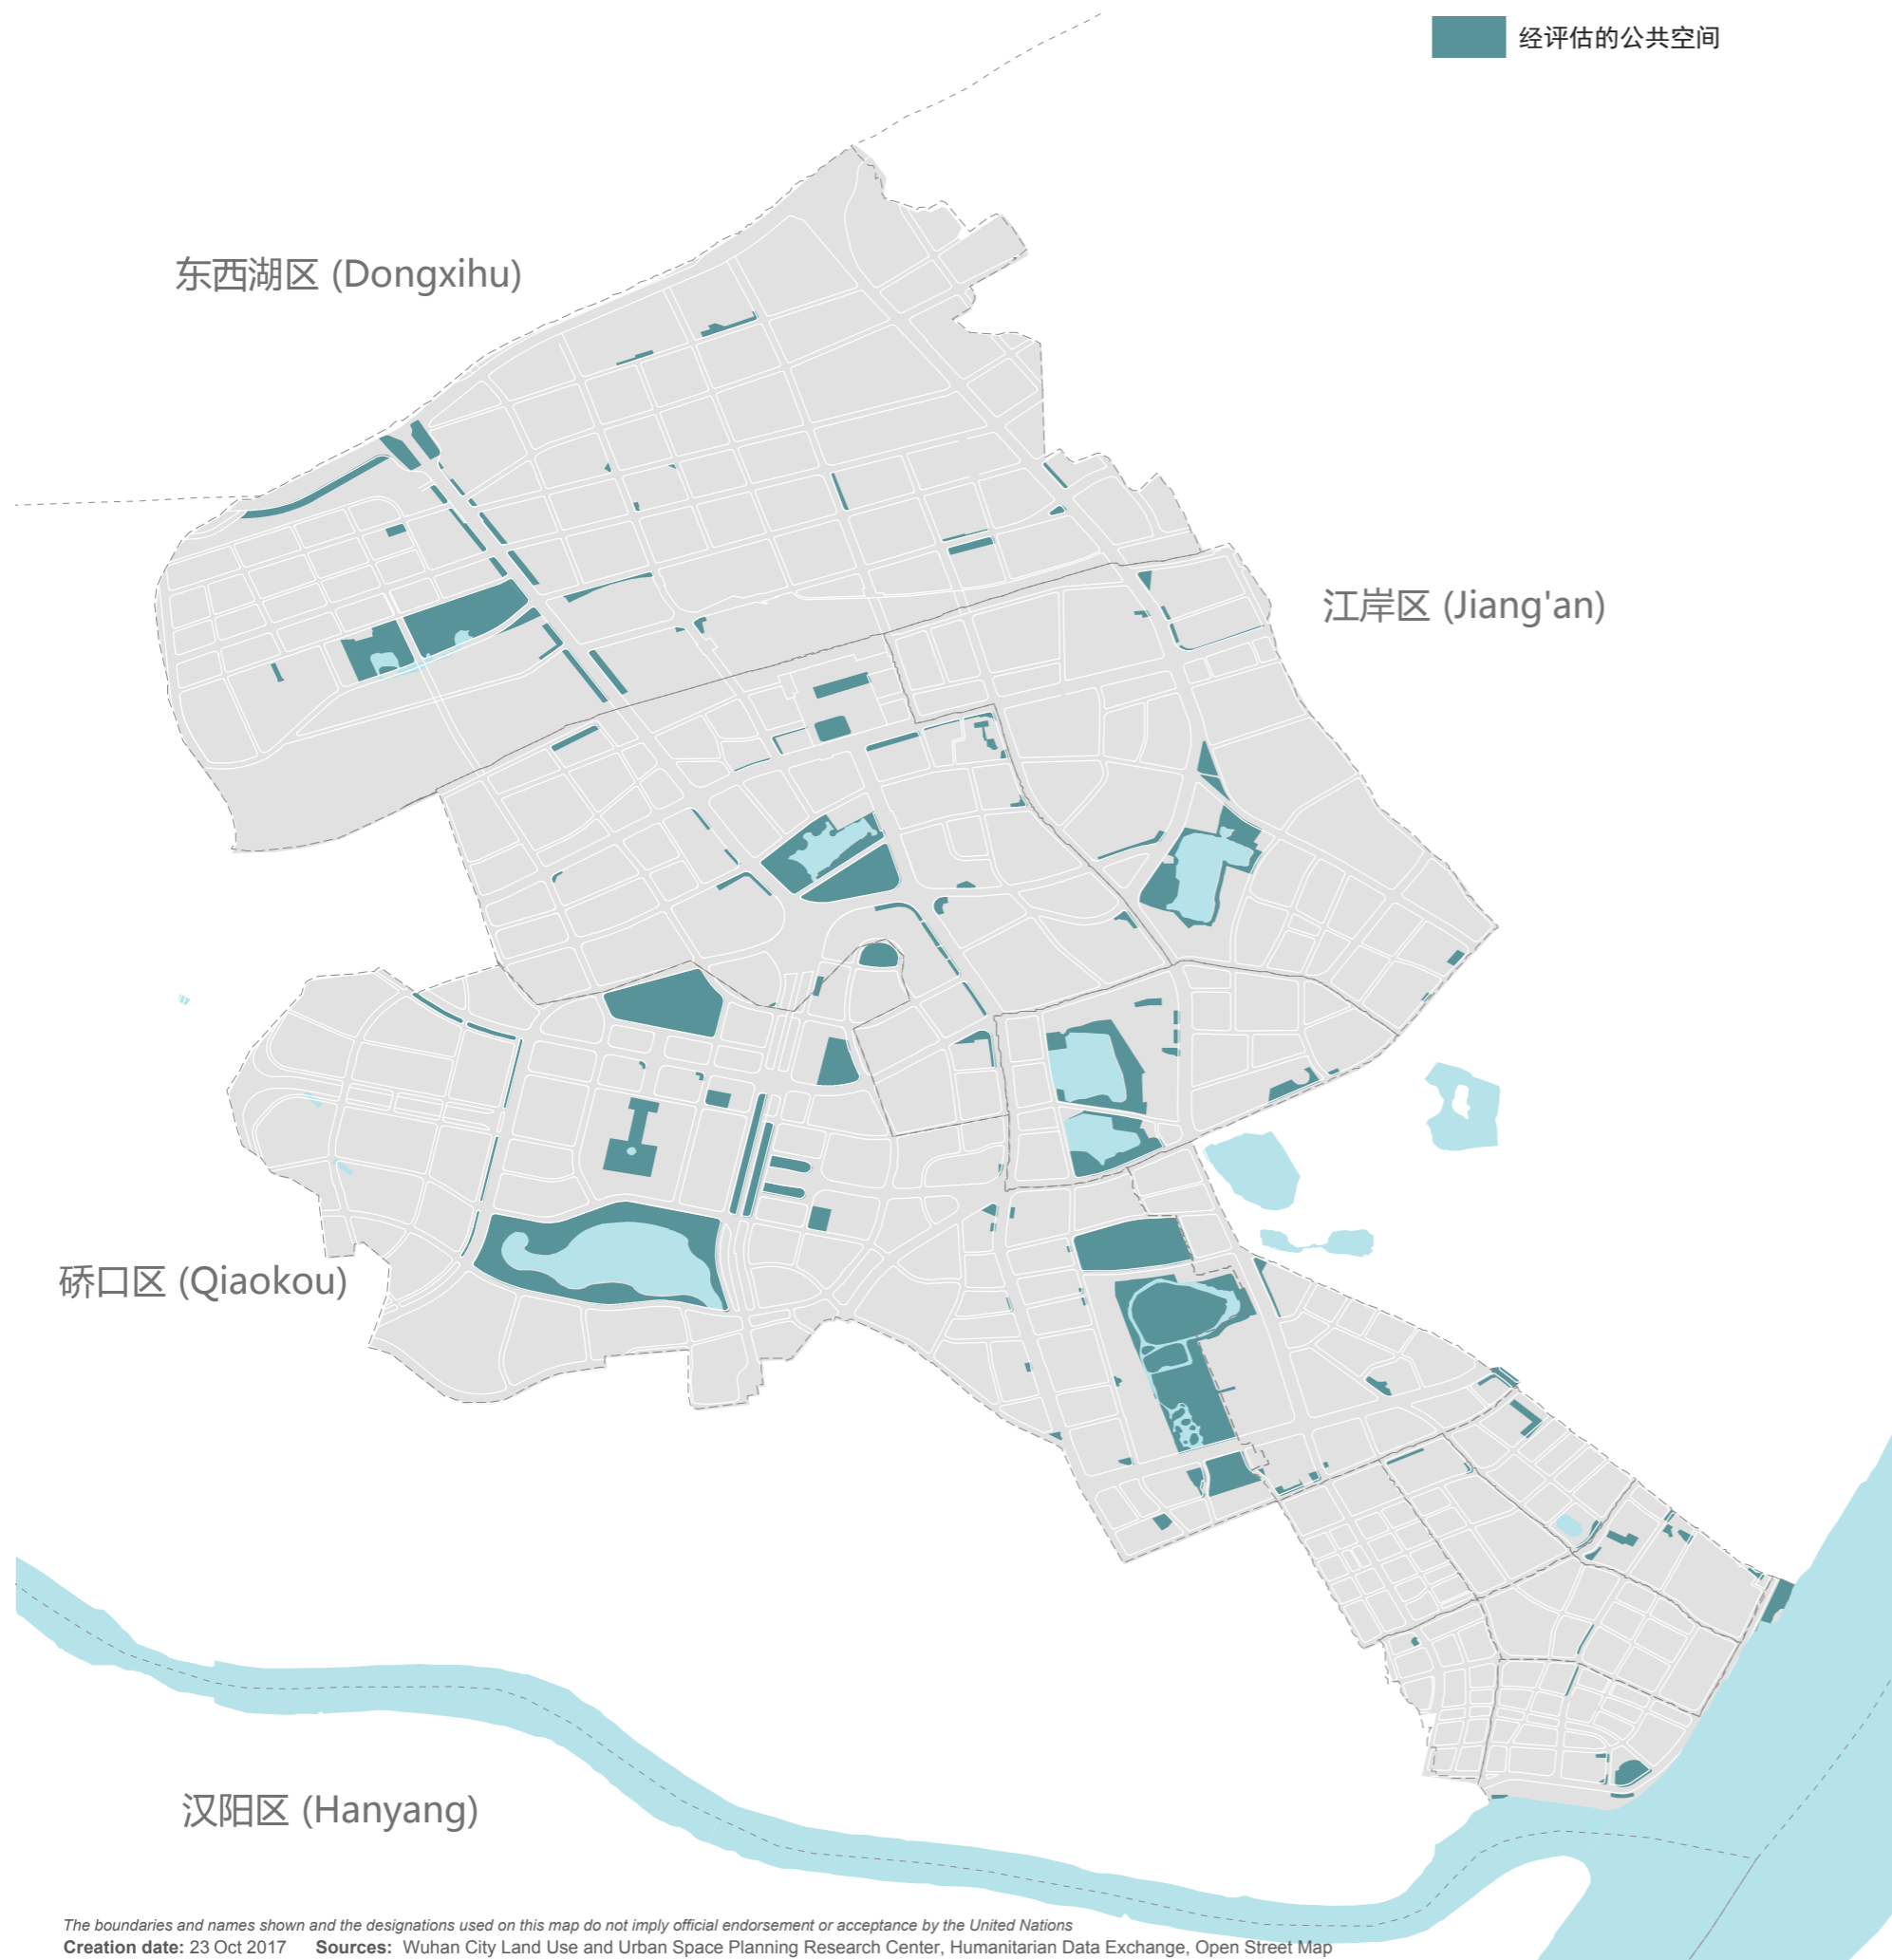 经评估的公共空间
东西湖区 (Dongxihu)
江岸区 (Jiang'an)
硚口区 (Qiaokou)
汉阳区 (Hanyang)
The boundaries and names shown and the designations used on this map do not imply official endorsement or acceptance by the United Nations
Creation date: 23 Oct 2017 Sources: Wuhan City Land Use and Urban Space Planning Research Center, Humanitarian Data Exchange, Open Street Map